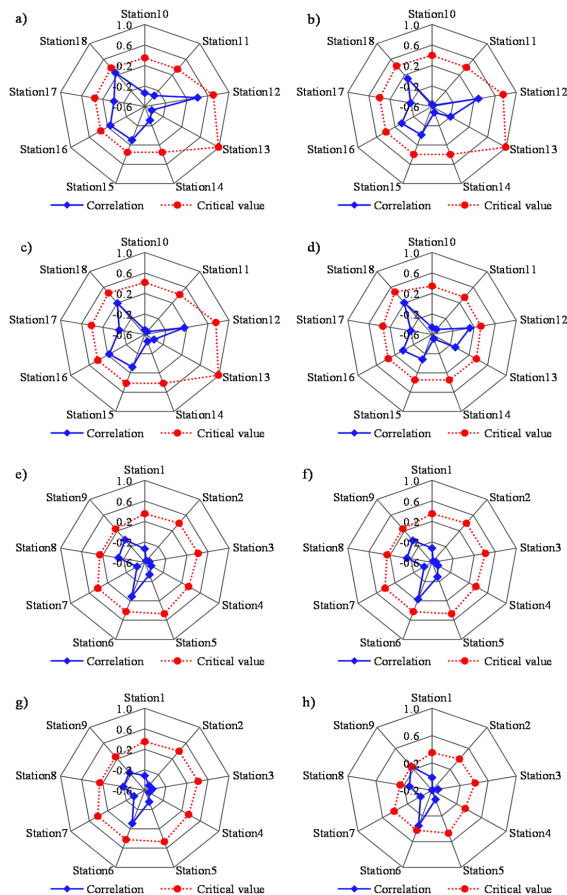 a)
Station10
Station11
Station12
Station13
Station14
Station15
Station16
Station17
Station18
1.0
0.6
0.2
-0.2
-0.6
Correlation
Critical value
b)
Station10
Station11
Station12
Station13
Station14
Station15
Station16
Station17
Station18
1.0
0.6
0.2
-0.2
-0.6
Correlation
Critical value
c)
Station10
Station11
Station12
Station13
Station14
Station15
Station16
Station17
Station18
1.0
0.6
0.2
-0.2
-0.6
Correlation
Critical value
d)
Station10
Station11
Station12
Station13
Station14
Station15
Station16
Station17
Station18
1.0
0.6
0.2
-0.2
-0.6
Correlation
Critical value
e)
Station1
Station2
Station3
Station4
Station5
Station6
Station7
Station8
Station9
1.0
0.6
0.2
-0.2
-0.6
Correlation
Critical value
f)
Station1
Station2
Station3
Station4
Station5
Station6
Station7
Station8
Station9
1.0
0.6
0.2
-0.2
-0.6
Correlation
Critical value
g)
Station1
Station2
Station3
Station4
Station5
Station6
Station7
Station8
Station9
1.0
0.6
0.2
-0.2
-0.6
Correlation
Critical value
h)
Station1
Station2
Station3
Station4
Station5
Station6
Station7
Station8
Station9
1.0
0.6
0.2
-0.2
Correlation
Critical value